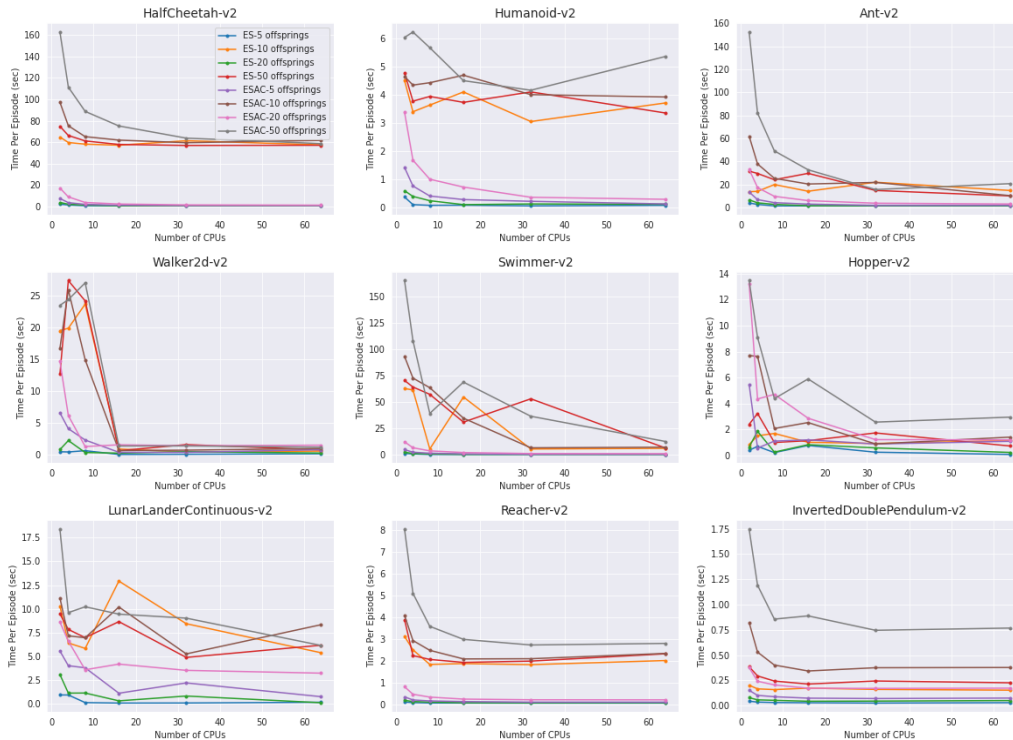 HalfCheetah-v2
Time Per Episode (sec)
160
140
120
100
80
60
40
20
0
ES-5 offsprings
ES-10 offsprings
ES-20 offsprings
ES-50 offsprings
ESAC-5 offsprings
ESAC-10 offsprings
ESAC-20 offsprings
ESAC-50 offsprings
0 10 20 30 40 50 60
Number of CPUs
Humanoid-v2
Time Per Episode (sec)
6
5
4
3
2
1
0
0 10 20 30 40 50 60
Number of CPUs
Ant-v2
Time Per Episode (sec)
160
140
120
100
80
60
40
20
0
0 10 20 30 40 50 60
Number of CPUs
Walker2d-v2
Time Per Episode (sec)
25
20
15
10
5
0
0 10 20 30 40 50 60
Number of CPUs
Swimmer-v2
Time Per Episode (sec)
150
125
100
75
50
25
0
0 10 20 30 40 50 60
Number of CPUs
Hopper-v2
Time Per Episode (sec)
14
12
10
8
6
4
2
0
0 10 20 30 40 50 60
Number of CPUs
LunarLanderContinuous-v2
Time Per Episode (sec)
17.5
15.0
12.5
10.0
7.5
5.0
2.5
0.0
0 10 20 30 40 50 60
Number of CPUs
Reacher-v2
Time Per Episode (sec)
8
7
6
5
4
3
2
1
0
0 10 20 30 40 50 60
Number of CPUs
InvertedDoublePendulum-v2
Time Per Episode (sec)
1.75
1.50
1.25
1.00
0.75
0.50
0.25
0.00
0 10 20 30 40 50 60
Number of CPUs